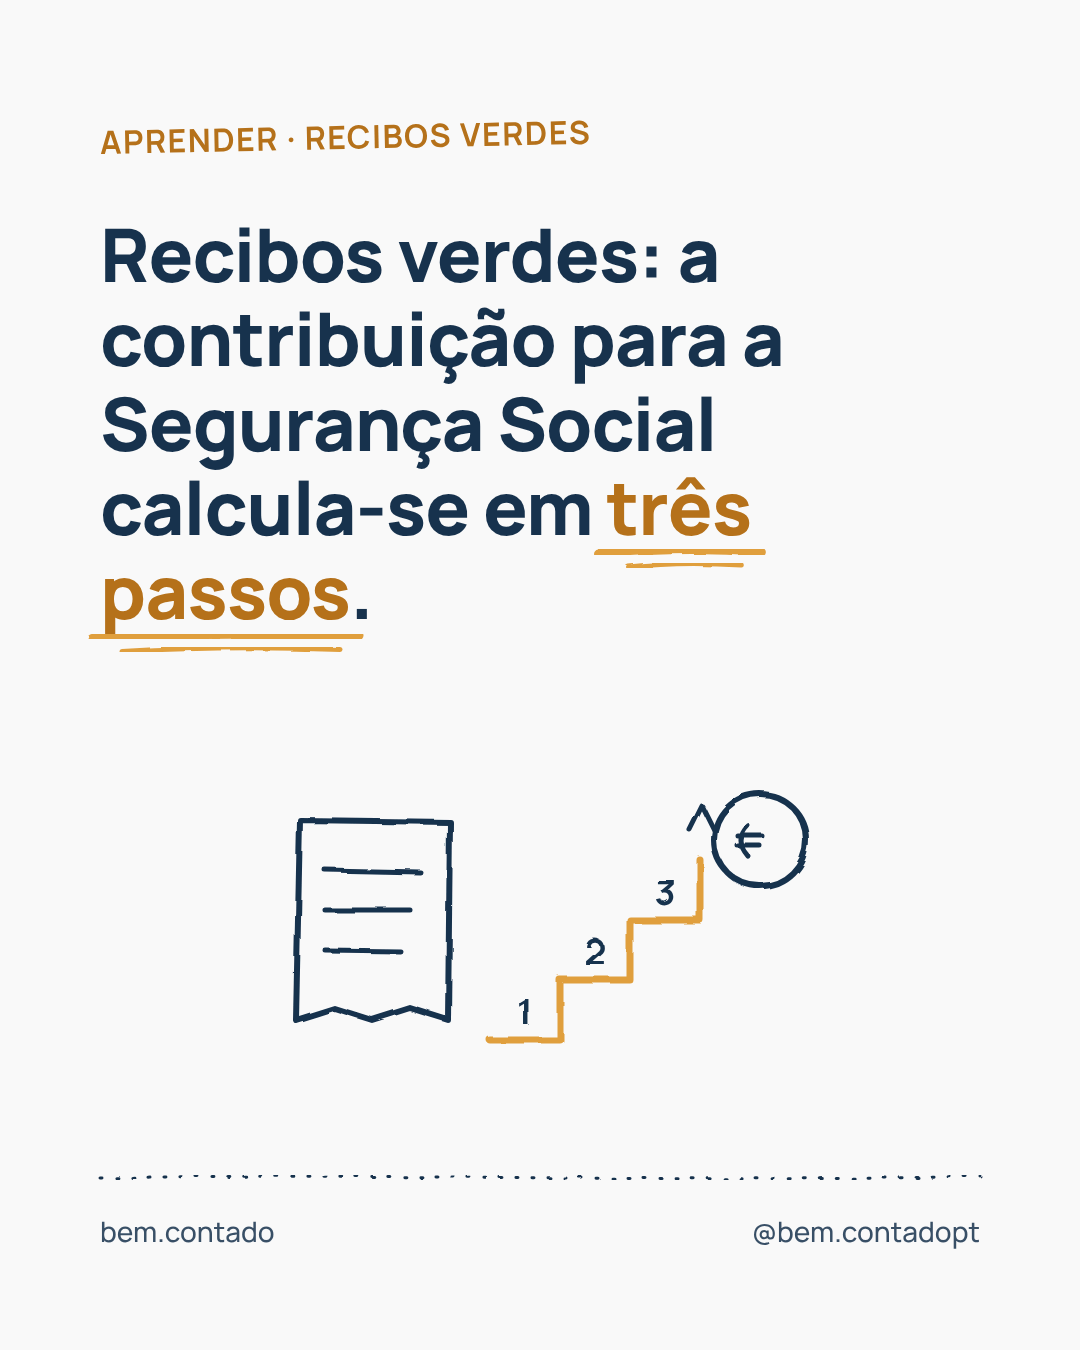 APRENDER · RECIBOS VERDES
Recibos verdes: a
contribuição para a
Segurança Social
calcula-se em três
passos.
€
3
2
1
bem.contado
@bem.contadopt